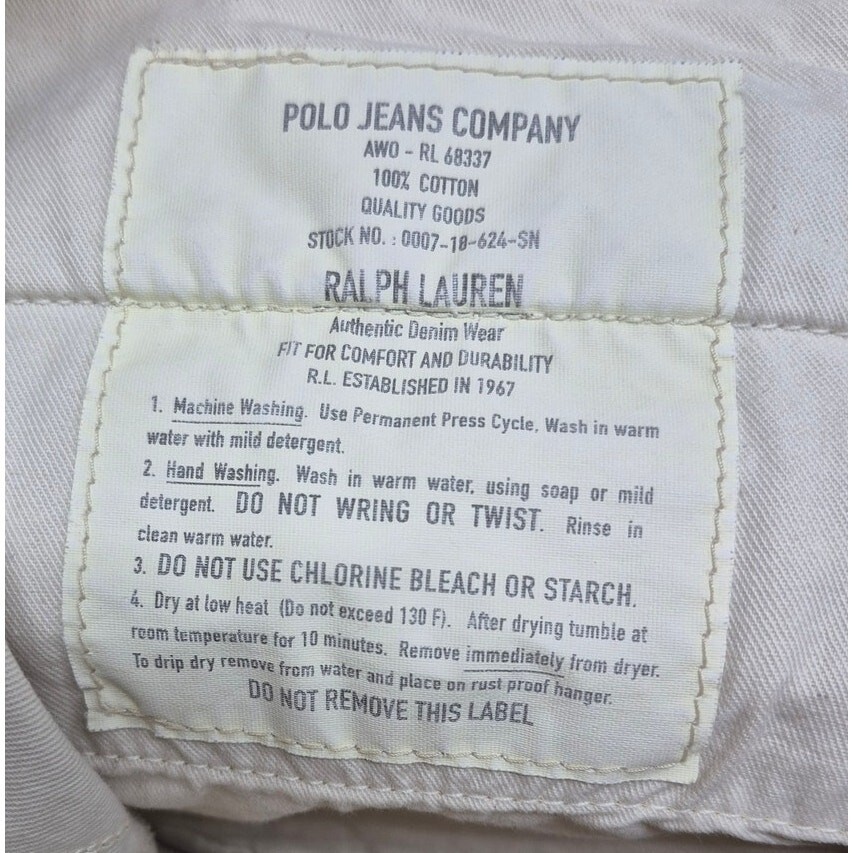 POLO JEANS COMPANY
AWO - RL 68337
100% COTTON
QUALITY GOODS
STOCK NO. : 0007-18-624-SN
RALPH LAUREN
Authentic Denim Wear
FIT FOR COMFORT AND DURABILITY
R.L. ESTABLISHED IN 1967
1. Machine Washing. Use Permanent Press Cycle. Wash in warm
water with mild detergent.
2. Hand Washing. Wash in warm water, using soap or mild
detergent. DO NOT WRING OR TWIST. Rinse in
clean warm water.
3. DO NOT USE CHLORINE BLEACH OR STARCH.
4. Dry at low heat (Do not exceed 130 F). After drying tumble at
room temperature for 10 minutes. Remove immediately from dryer.
To drip dry remove from water and place on rust proof hanger.
DO NOT REMOVE THIS LABEL